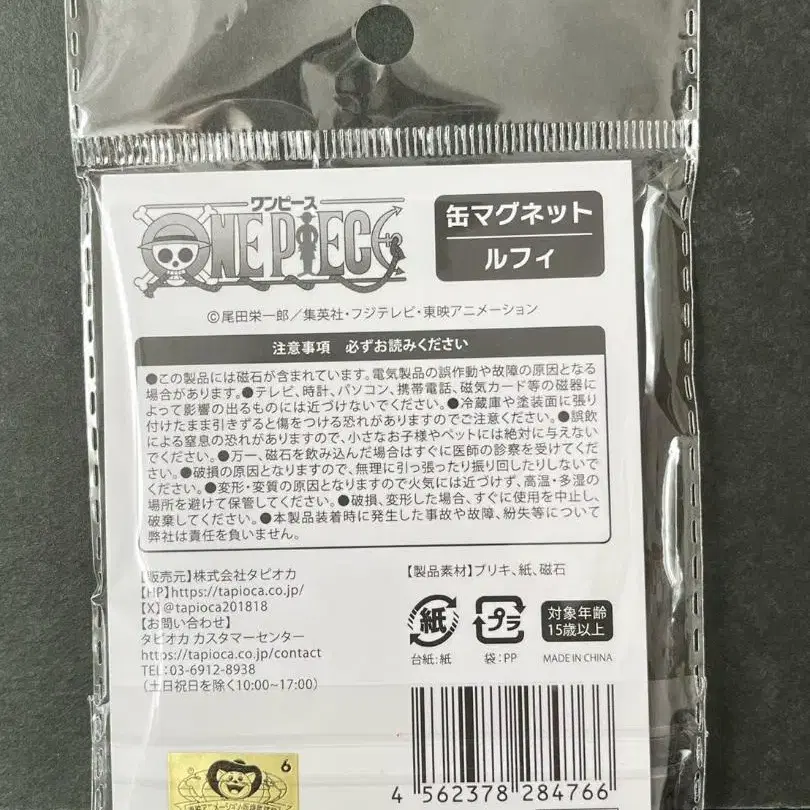 ワンピース
ONE PIECE
缶マグネット
ルフィ
©尾田栄一郎/集英社・フジテレビ・東映アニメーション
注意事項 必ずお読みください
●この製品には磁石が含まれています。電気製品の誤作動や故障の原因となる
場合があります。●テレビ、時計、パソコン、携帯電話、磁気カード等の磁器に
よって影響の出るものには近づけないでください。●冷蔵庫や塗装面に張り
付けたまま引きずると傷をつける恐れがありますのでご注意ください。●誤飲
による窒息の恐れがありますので、小さなお子様やペットには絶対に与えない
でください。●万一、磁石を飲み込んだ場合はすぐに医師の診察を受けてくだ
さい。●破損の原因となりますので、無理に引っ張ったり振り回したりしないで
ください。●変形・変質の原因となりますので火気には近づけず、高温・多湿の
場所を避けて保管してください。●破損、変形した場合、すぐに使用を中止し、
破棄してください。●本製品装着時に発生した事故や故障、紛失等について
弊社は責任を負いません。
【販売元】株式会社タピオカ
【HP】https://tapioca.co.jp/
【X】@tapioca201818
【お問い合わせ】
タピオカ カスタマーセンター
https://tapioca.co.jp/contact
TEL:03-6912-8938
(土日祝日を除く10:00~17:00)
【製品素材】ブリキ、紙、磁石
紙
台紙:紙
プラ
袋:PP
対象年齢
15歳以上
MADE IN CHINA
4 562378 284766
6